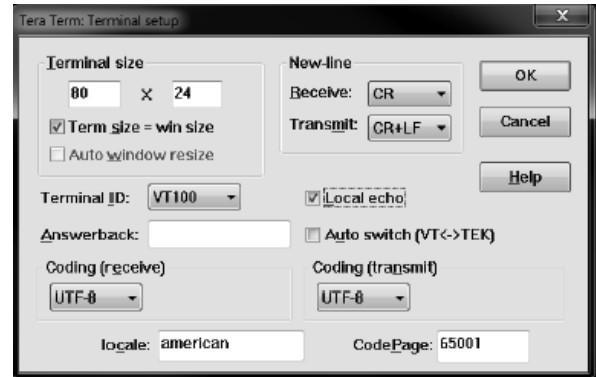 Tera Term: Terminal setup
Terminal size
80 X 24
Term size = win size
Auto window resize
New-line
Receive: CR
Transmit: CR+LF
OK
Cancel
Help
Terminal ID: VT100
Local echo
Answerback:
Auto switch (VT<->TEK)
Coding (receive)
UTF-8
Coding (transmit)
UTF-8
locale: american
CodePage: 65001